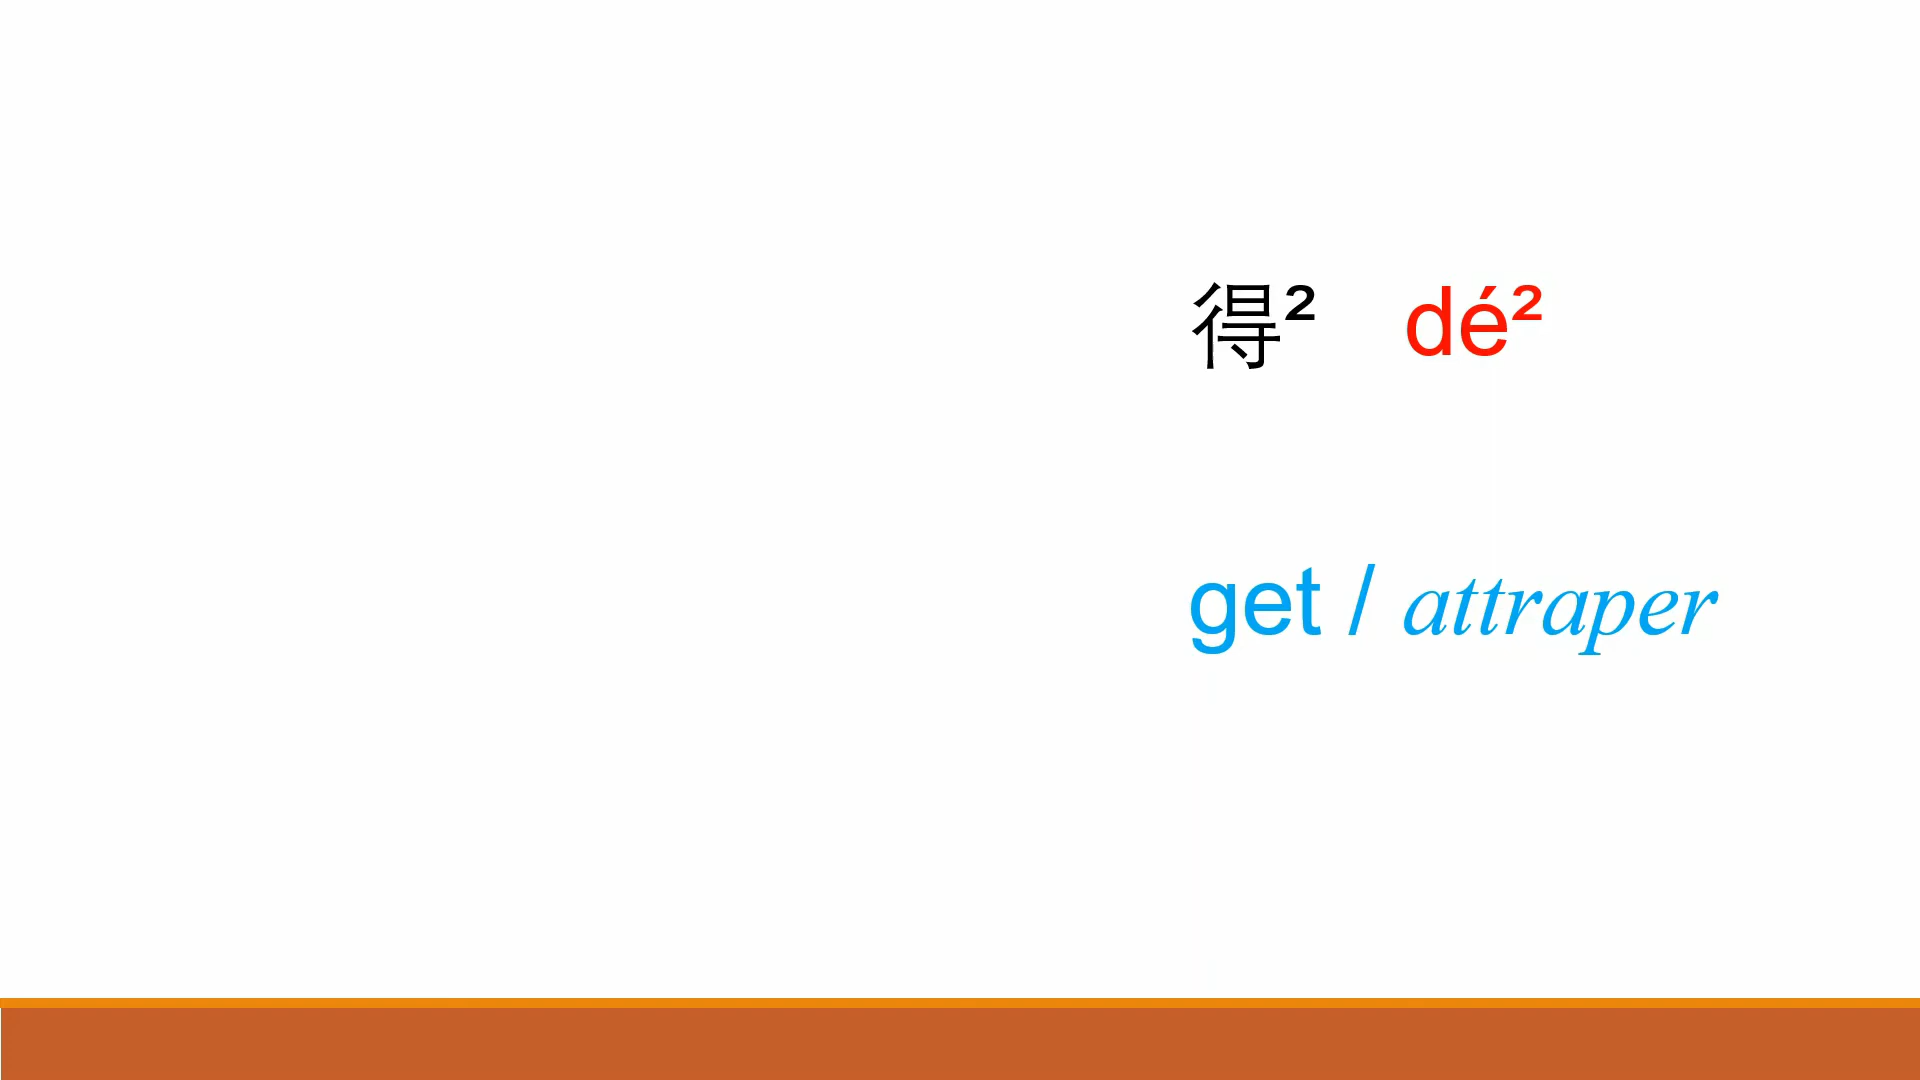 得² dé²
get / attraper